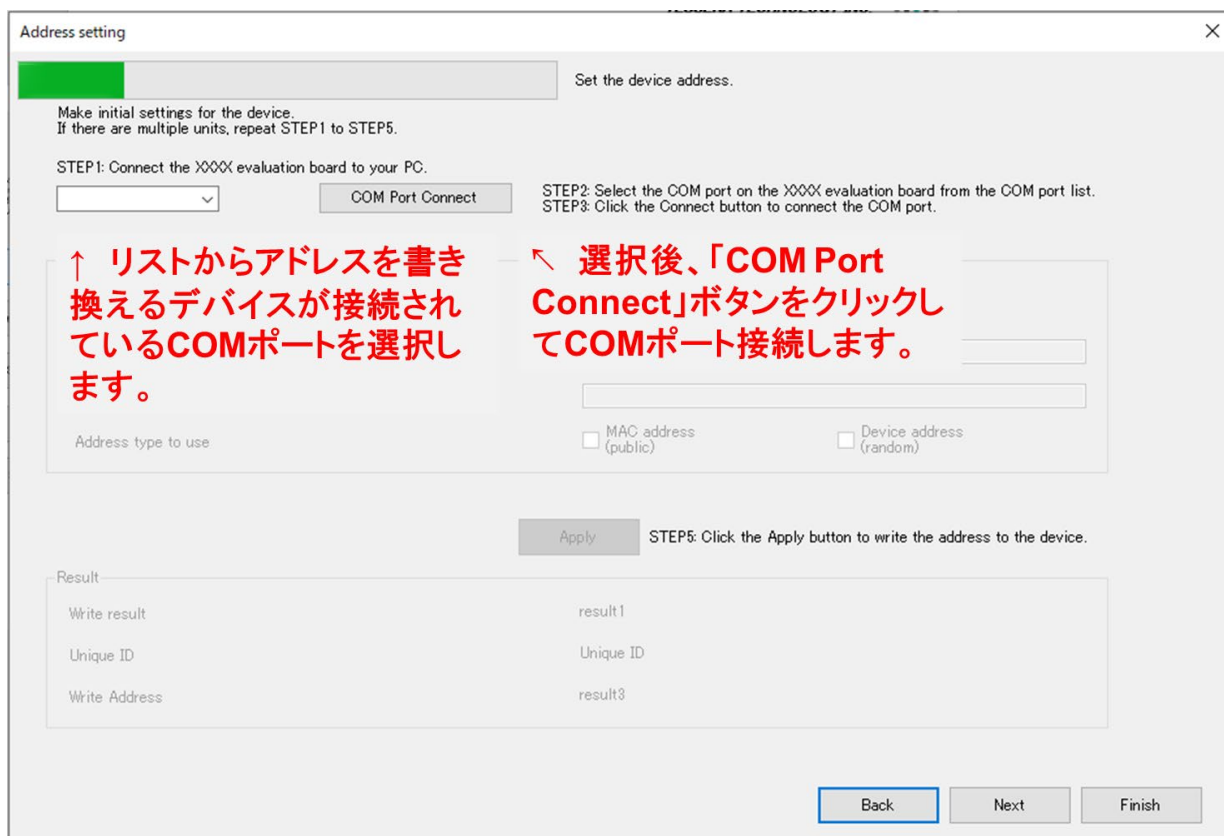 Address setting
Set the device address.
Make initial settings for the device.
If there are multiple units, repeat STEP1 to STEP5.
STEP1: Connect the XXXX evaluation board to your PC.
COM Port Connect
STEP2: Select the COM port on the XXXX evaluation board from the COM port list.
STEP3: Click the Connect button to connect the COM port.
↑ リストからアドレスを書き
換えるデバイスが接続され
ているCOMポートを選択し
ます。
↖ 選択後、「COM Port
Connect」ボタンをクリックし
てCOMポート接続します。
Address type to use
MAC address
(public)
Device address
(random)
Apply
STEP5: Click the Apply button to write the address to the device.
Result
Write result
result1
Unique ID
Unique ID
Write Address
result3
Back
Next
Finish